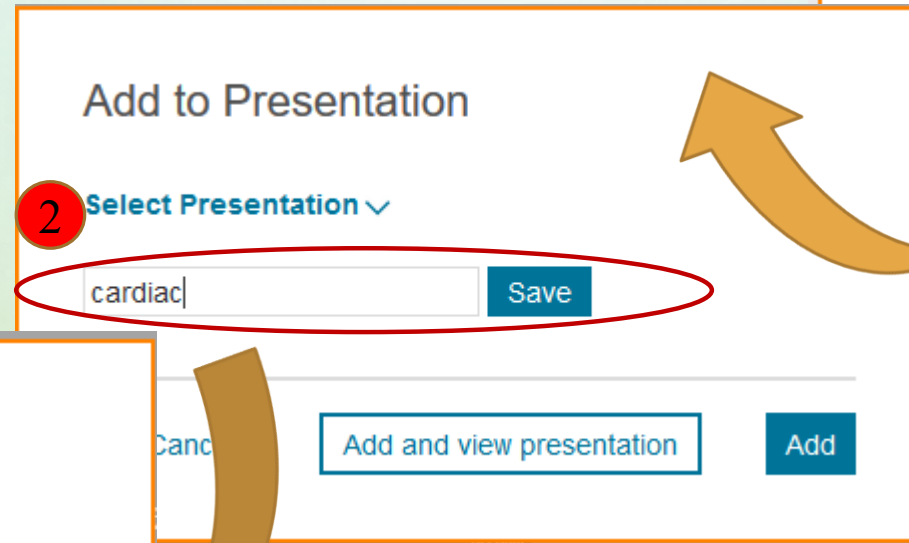 Add to Presentation
2 Select Presentation
cardiac Save
Add and view presentation Add